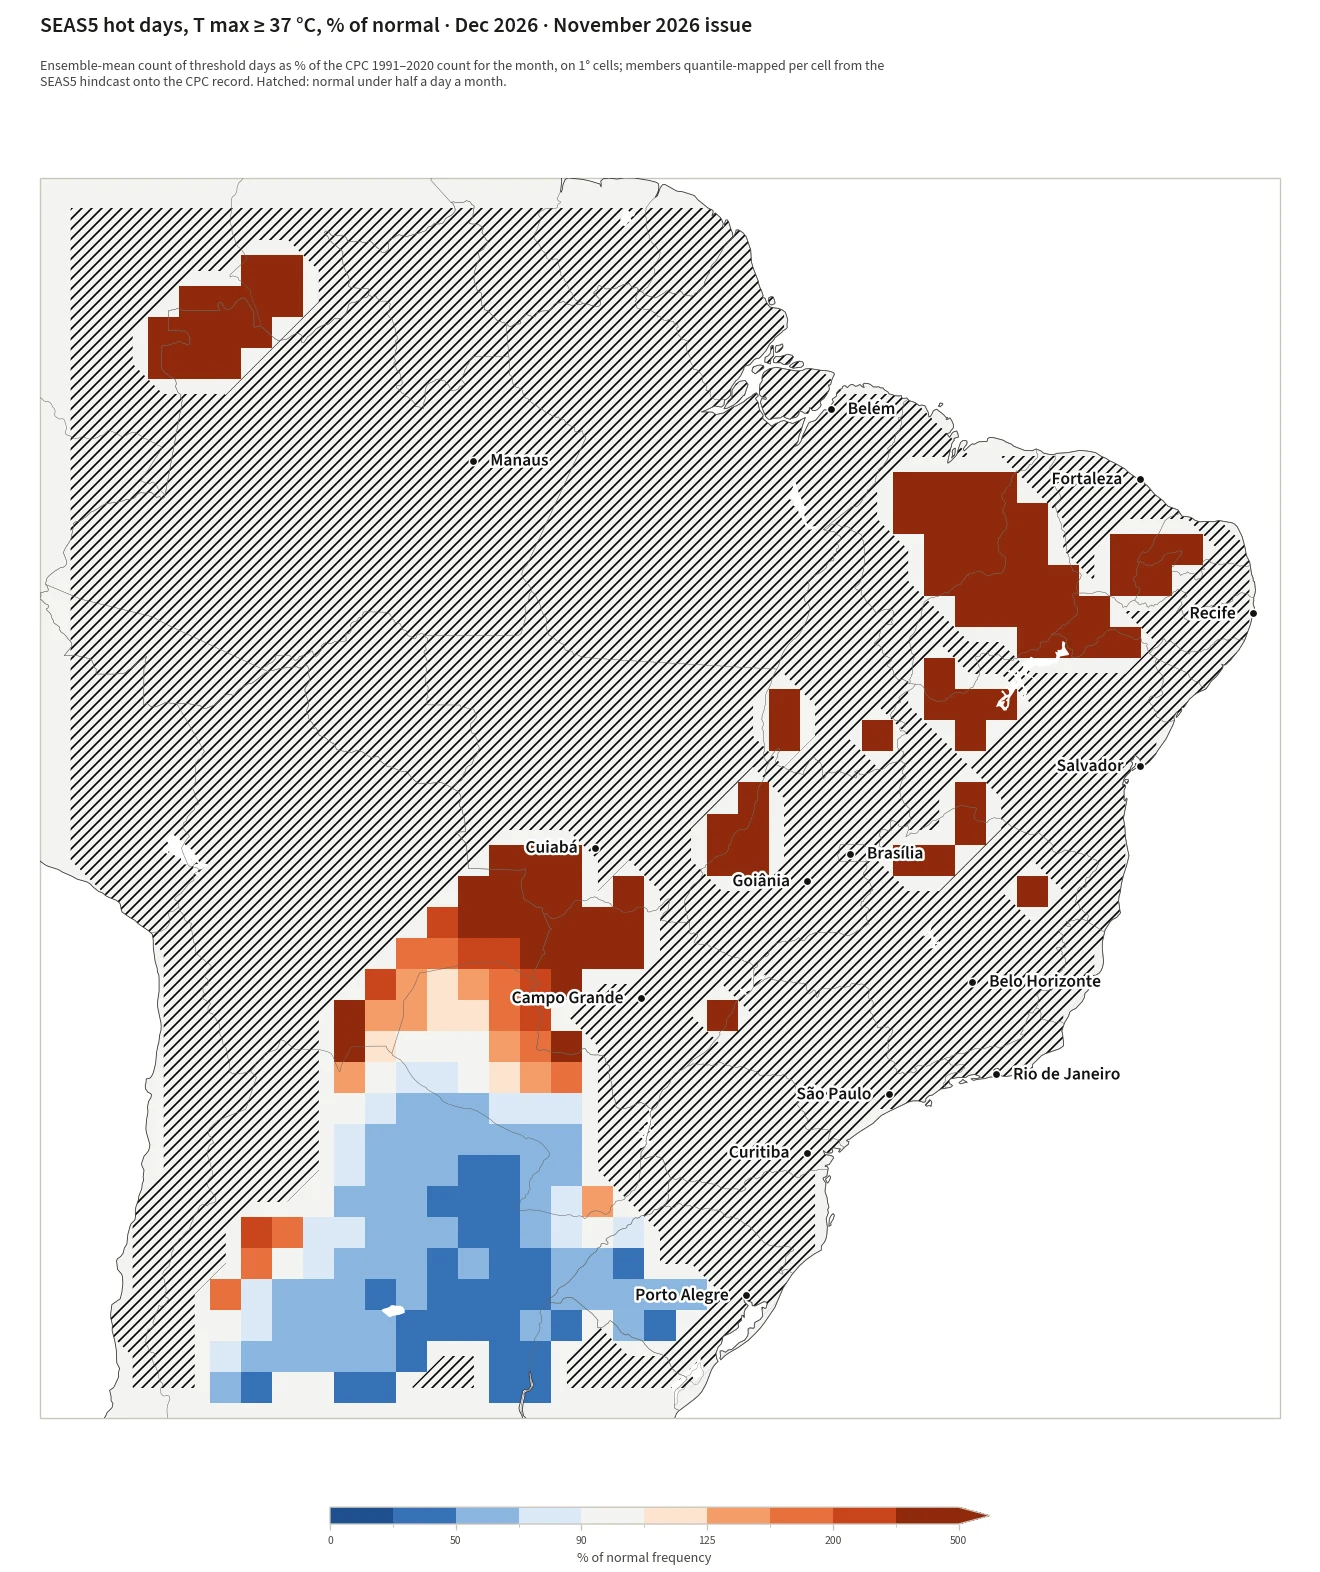 SEAS5 hot days, T max ≥ 37 °C, % of normal · Dec 2026 · November 2026 issue
Ensemble-mean count of threshold days as % of the CPC 1991–2020 count for the month, on 1° cells; members quantile-mapped per cell from the
SEAS5 hindcast onto the CPC record. Hatched: normal under half a day a month.
Belém
Manaus
Fortaleza
Recife
Salvador
Cuiabá
Brasília
Goiânia
Belo Horizonte
Campo Grande
Rio de Janeiro
São Paulo
Curitiba
Porto Alegre
0 50 90 125 200 500
% of normal frequency